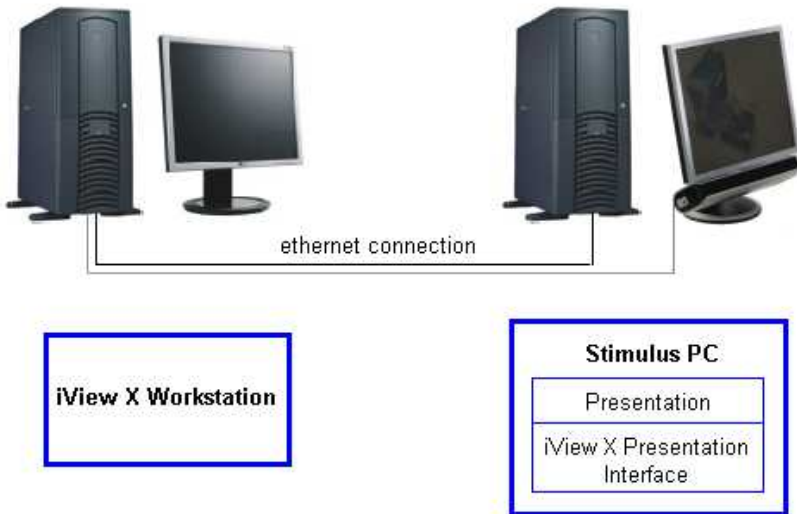 ethernet connection
iView X Workstation
Stimulus PC
Presentation
iView X Presentation
Interface